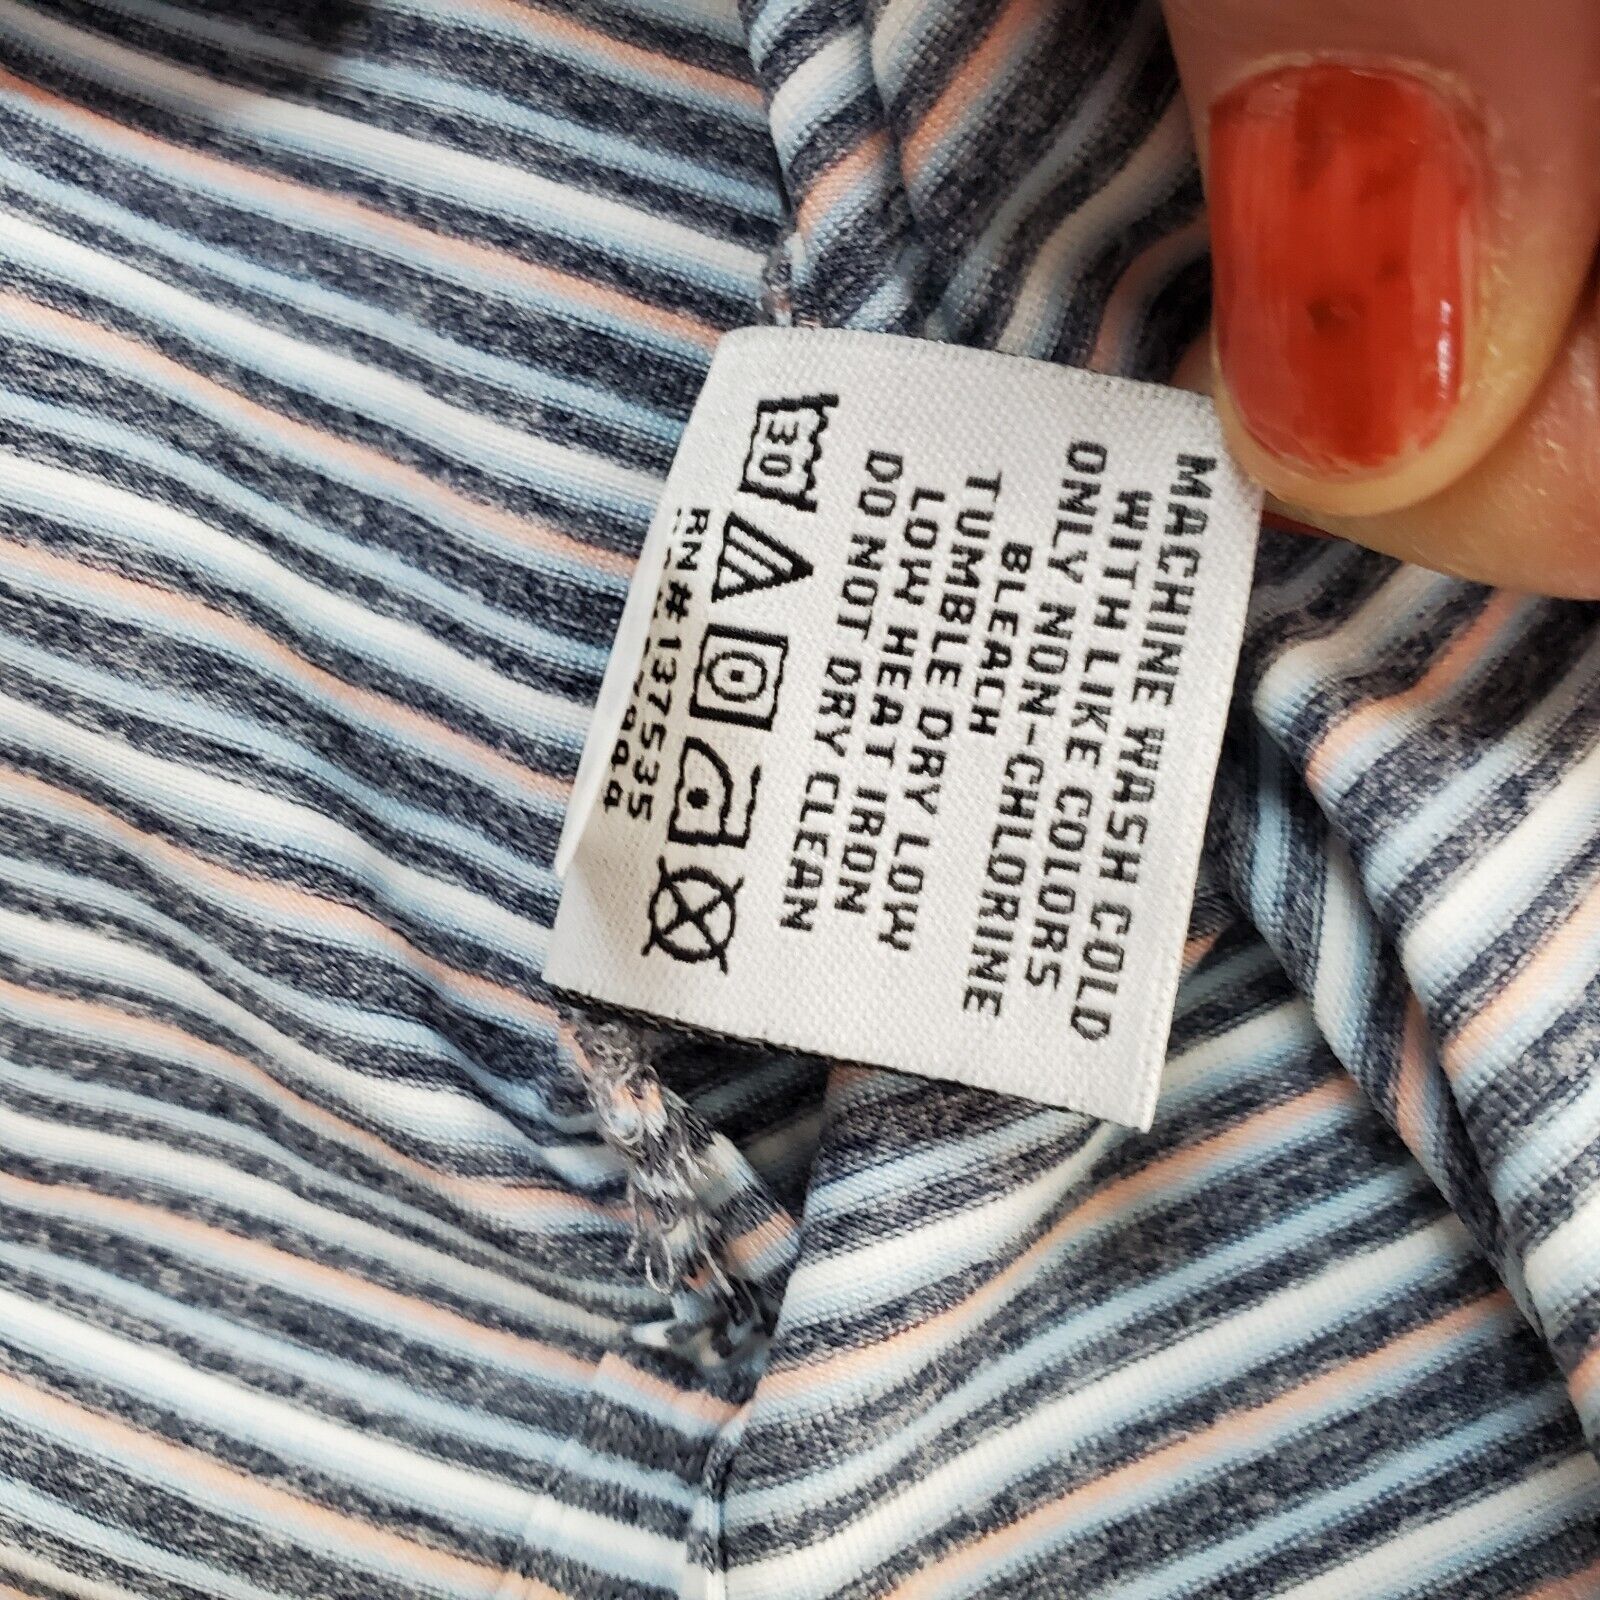 MACHINE WASH COLD
WITH LIKE COLORS
ONLY NON-CHLORINE
BLEACH
TUMBLE DRY LOW
LOW HEAT IRON
DO NOT DRY CLEAN
30
RN#137535